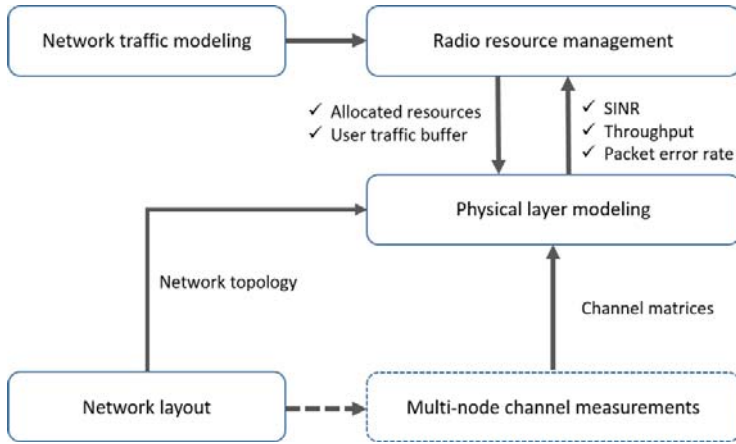 Network traffic modeling
Radio resource management
✓ Allocated resources
✓ User traffic buffer
✓ SINR
✓ Throughput
✓ Packet error rate
Physical layer modeling
Network topology
Channel matrices
Network layout
Multi-node channel measurements